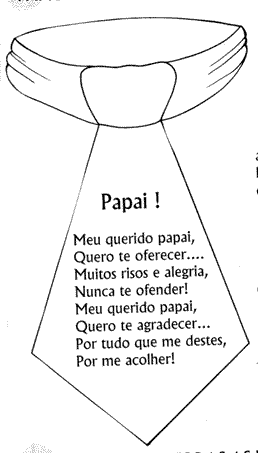 Papai !
Meu querido papai,
Quero te oferecer....
Muitos risos e alegria,
Nunca te ofender!
Meu querido papai,
Quero te agradecer...
Por tudo que me destes,
Por me acolher!